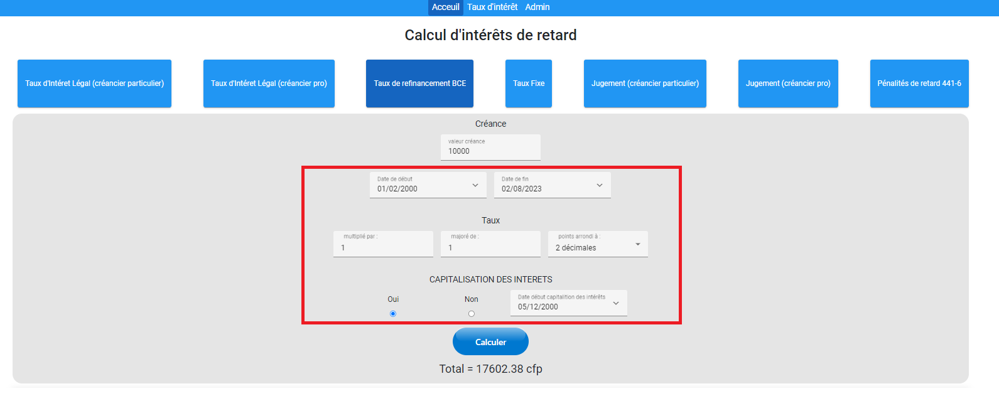 Acceuil Taux d'intérêt Admin
Calcul d'intérêts de retard
Taux d'Intéret Légal (créancier particulier)
Taux d'Intéret Légal (créancier pro)
Taux de refinancement BCE
Taux Fixe
Jugement (créancier particulier)
Jugement (créancier pro)
Pénalités de retard 441-6
Créance
valeur créance
10000
Date de début
01/02/2000
Date de fin
02/08/2023
Taux
multiplié par :
1
majoré de :
1
points arrondi à :
2 décimales
CAPITALISATION DES INTERETS
Oui
Non
Date début capitalition des intérêts
05/12/2000
Calculer
Total = 17602.38 cfp